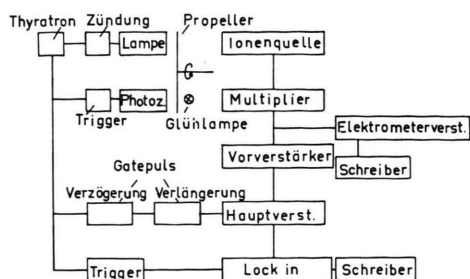 Thyratron
Zündung
Propeller
Lampe
Ionenquelle
Photoz.
Multiplier
Trigger
Glühlampe
Elektrometerverst.
Vorverstärker
Schreiber
Gatepuls
Verzögerung
Verlängerung
Hauptverst.
Trigger
Lock in
Schreiber